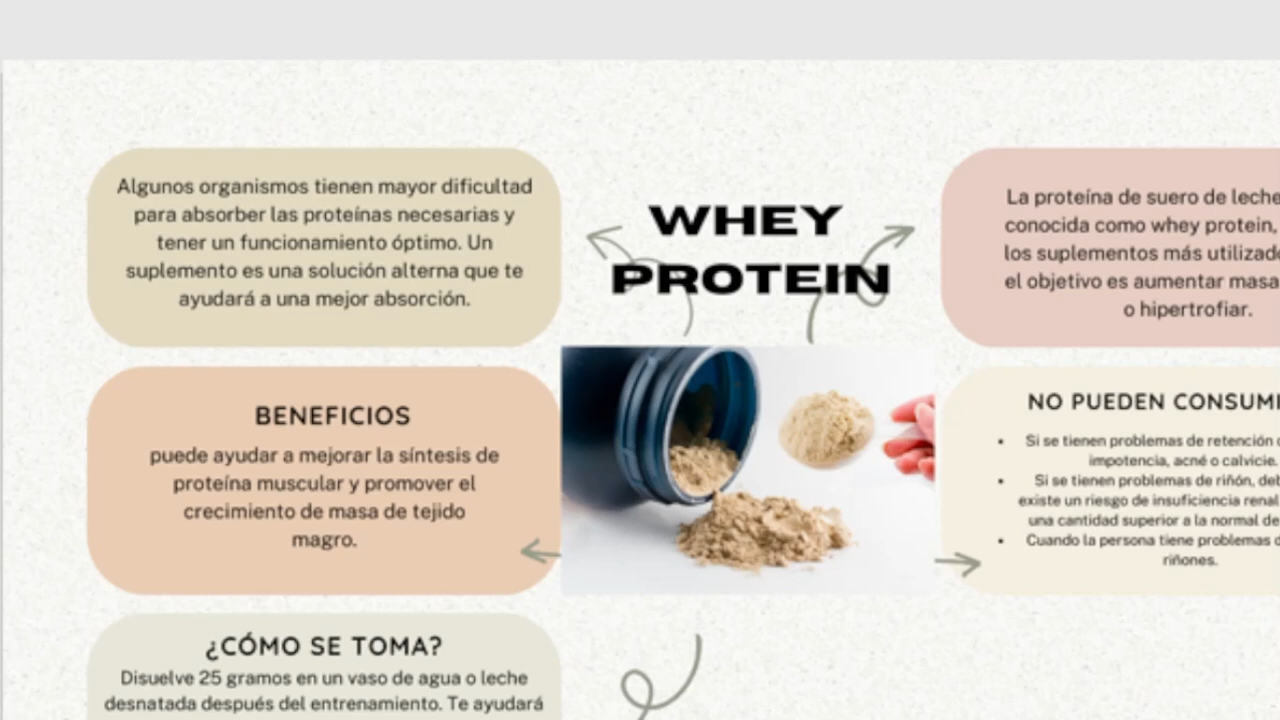 Algunos organismos tienen mayor dificultad
para absorber las proteínas necesarias y
tener un funcionamiento óptimo. Un
suplemento es una solución alterna que te
ayudará a una mejor absorción.
WHEY
PROTEIN
La proteína de suero de leche
conocida como whey protein,
los suplementos más
el objetivo es aumentar masa
o hipertrofiar.
BENEFICIOS
puede ayudar a mejorar la síntesis de
proteína muscular y promover el
crecimiento de masa de tejido
magro.
NO PUEDEN
• Si se tienen problemas de retención
impotencia, acné o calvicie.
• Si se tienen problemas de riñón,
existe un riesgo de insuficiencia renal
una cantidad superior a la normal de
• Cuando la persona tiene problemas
riñones.
¿CÓMO SE TOMA?
Disuelve 25 gramos en un vaso de agua o leche
desnatada después del entrenamiento. Te ayudará